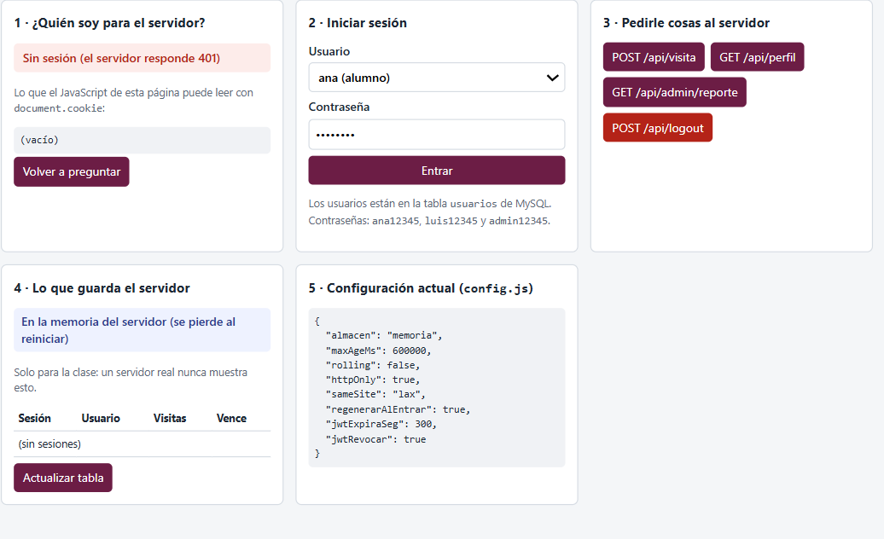 1 · ¿Quién soy para el servidor?
Sin sesión (el servidor responde 401)
Lo que el JavaScript de esta página puede leer con
document.cookie:
(vacío)
Volver a preguntar
2 · Iniciar sesión
Usuario
ana (alumno)
Contraseña
••••••••
Entrar
Los usuarios están en la tabla usuarios de MySQL.
Contraseñas: ana12345, luis12345 y admin12345.
3 · Pedirle cosas al servidor
POST /api/visita
GET /api/perfil
GET /api/admin/reporte
POST /api/logout
4 · Lo que guarda el servidor
En la memoria del servidor (se pierde al
reiniciar)
Solo para la clase: un servidor real nunca muestra
esto.
Sesión Usuario Visitas Vence
(sin sesiones)
Actualizar tabla
5 · Configuración actual (config.js)
{
"almacen": "memoria",
"maxAgeMs": 600000,
"rolling": false,
"httpOnly": true,
"sameSite": "lax",
"regenerarAlEntrar": true,
"jwtExpiraSeg": 300,
"jwtRevocar": true
}